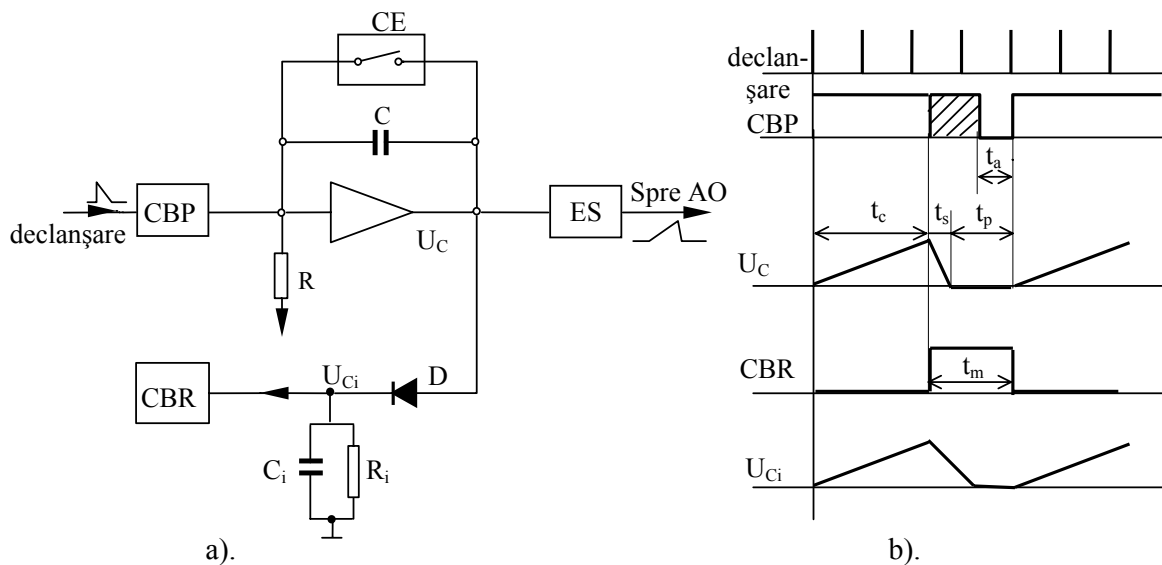 CE
C
CBP
declanşare
U_C
ES
Spre AO
R
CBR
U_Ci
D
C_i
R_i
a).
declan-
şare
CBP
t_a
t_c
t_s
t_p
U_C
CBR
t_m
U_Ci
b).